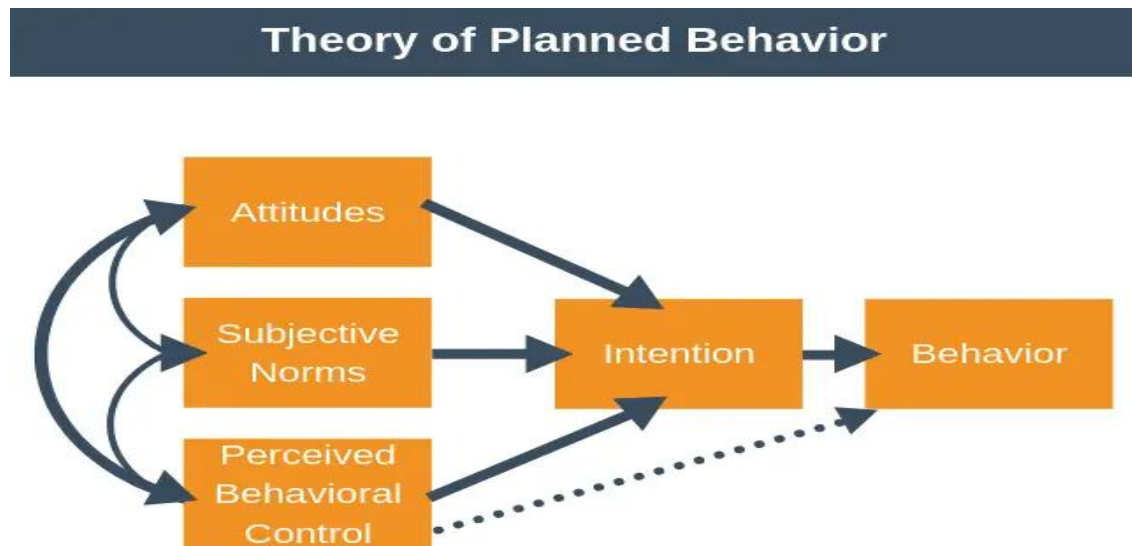 Theory of Planned Behavior
Attitudes
Subjective
Norms
Intention
Behavior
Perceived
Behavioral
Control